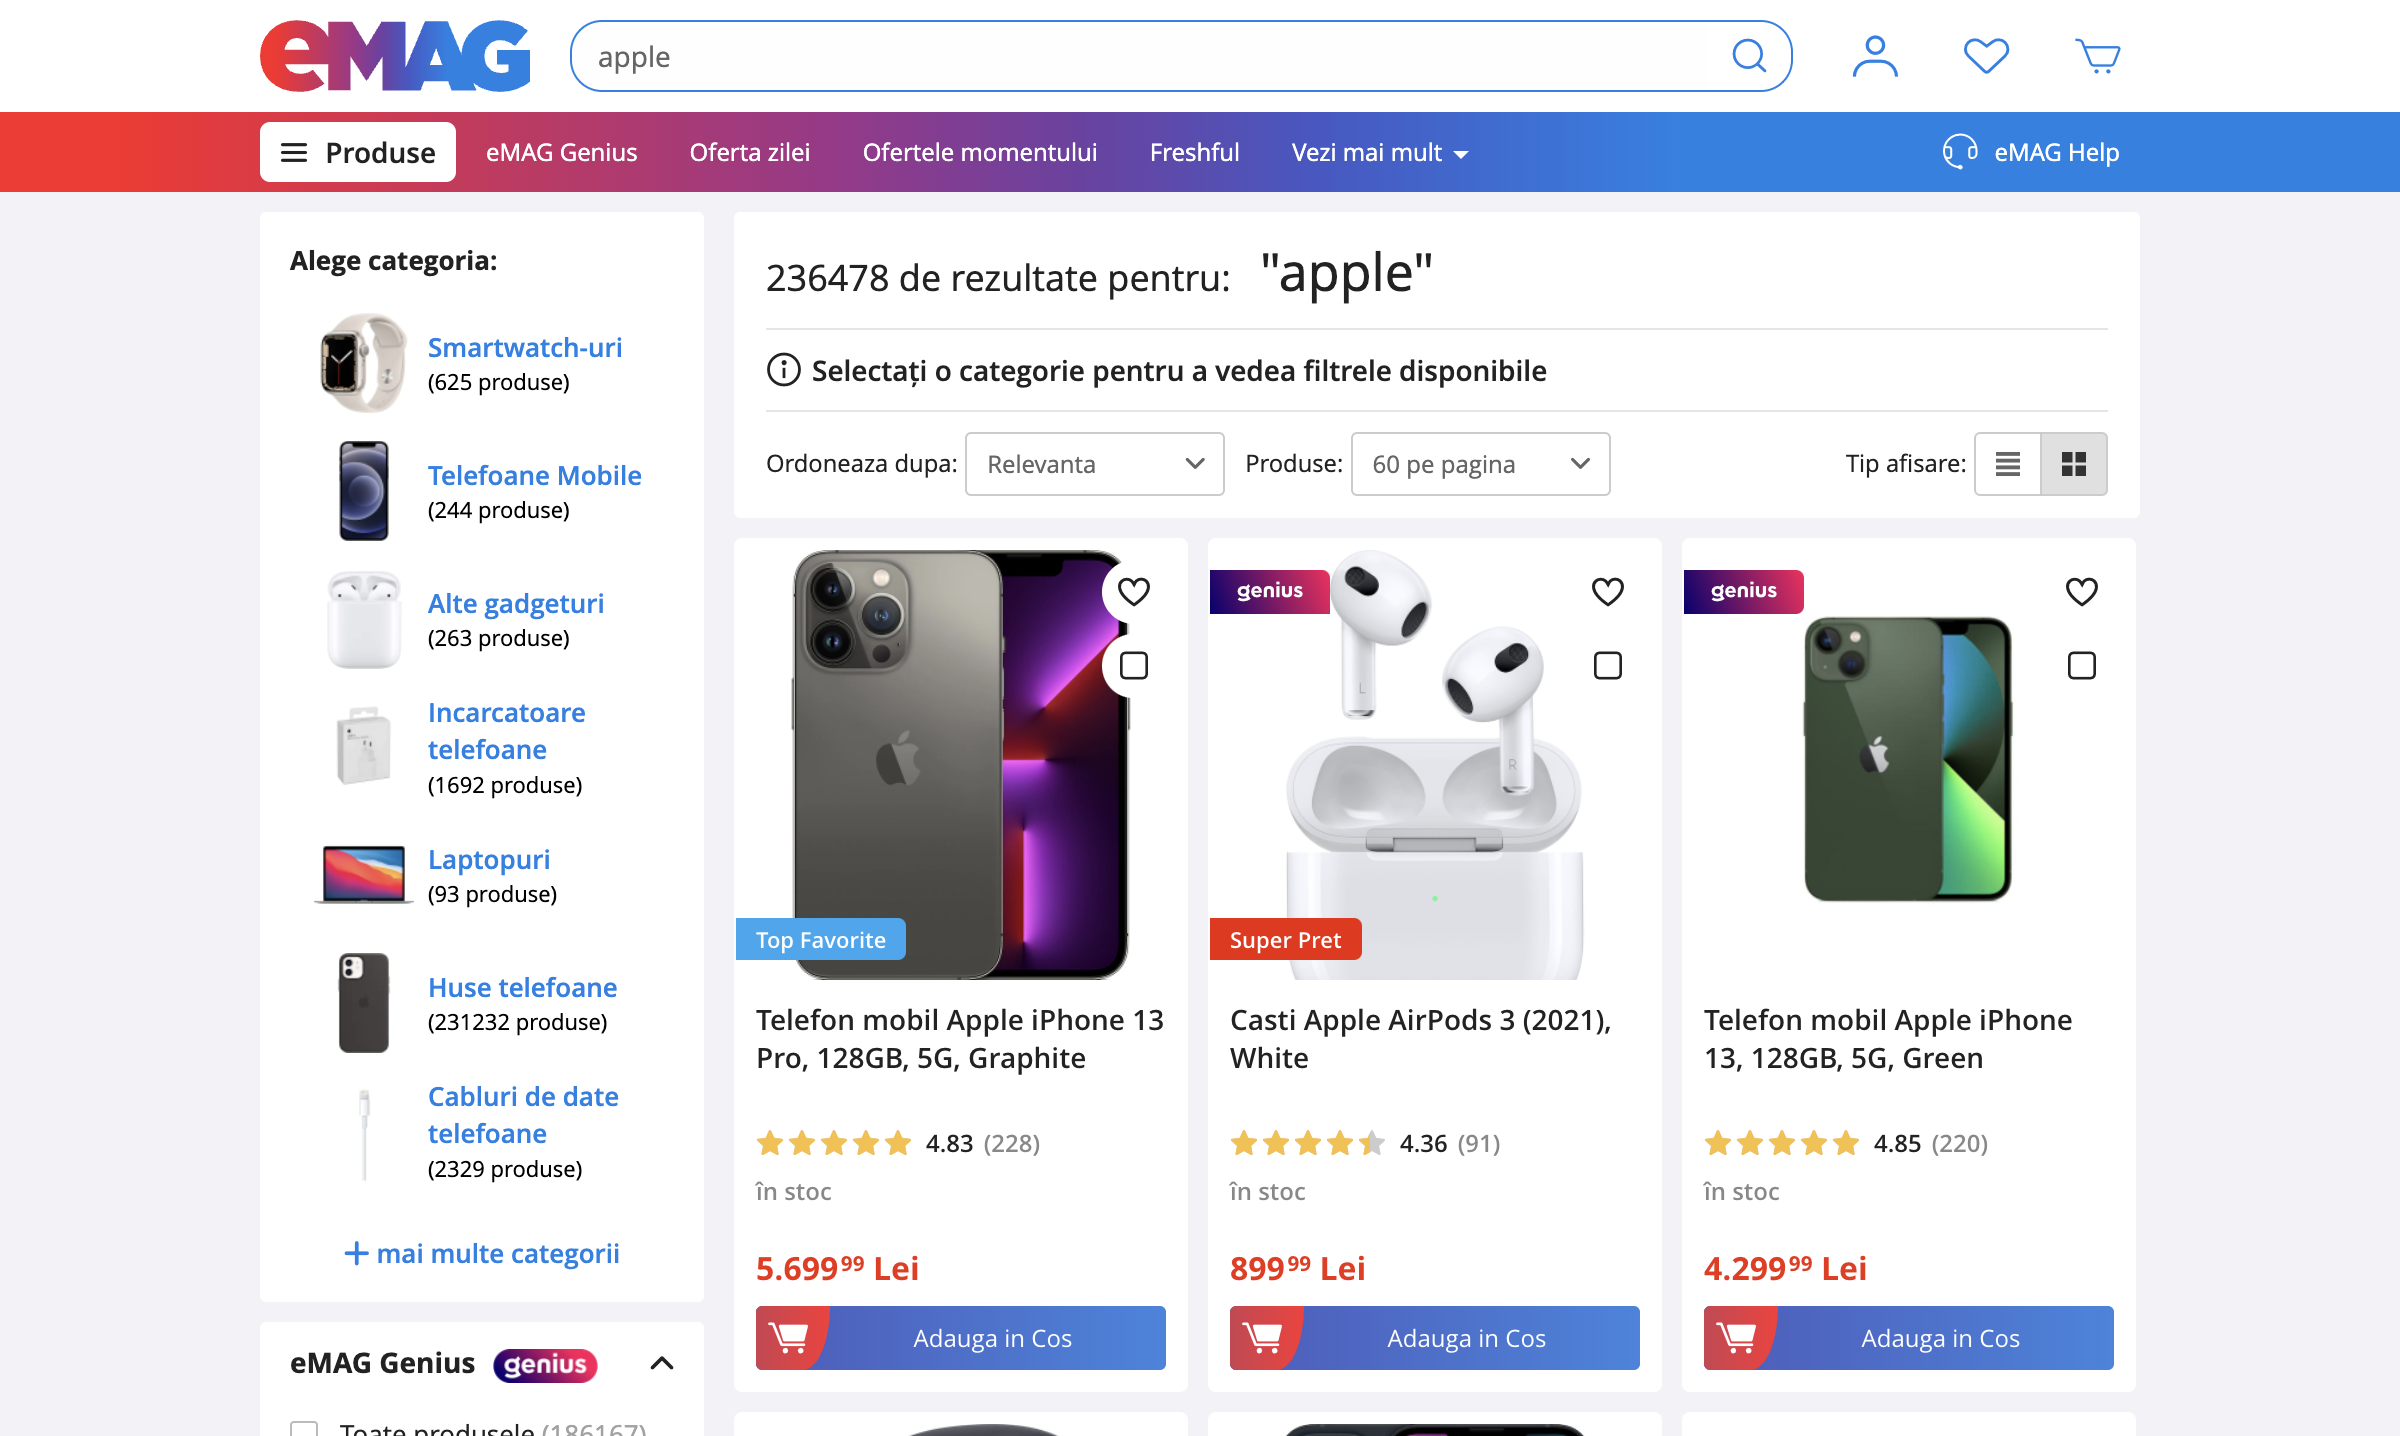 eMAG
apple
Produse
eMAG Genius
Oferta zilei
Ofertele momentului
Freshful
Vezi mai mult
eMAG Help
Alege categoria:
Smartwatch-uri
(625 produse)
Telefoane Mobile
(244 produse)
Alte gadgeturi
(263 produse)
Incarcatoare
telefoane
(1692 produse)
Laptopuri
(93 produse)
Huse telefoane
(231232 produse)
Cabluri de date
telefoane
(2329 produse)
+ mai multe categorii
eMAG Genius genius
Toate produsele (186167)
236478 de rezultate pentru: "apple"
Selectați o categorie pentru a vedea filtrele disponibile
Ordoneaza dupa: Relevanta
Produse: 60 pe pagina
Tip afisare:
Top Favorite
Telefon mobil Apple iPhone 13
Pro, 128GB, 5G, Graphite
4.83 (228)
în stoc
5.699⁹⁹ Lei
Adauga in Cos
genius
L
R
Super Pret
Casti Apple AirPods 3 (2021),
White
4.36 (91)
în stoc
899⁹⁹ Lei
Adauga in Cos
genius
Telefon mobil Apple iPhone
13, 128GB, 5G, Green
4.85 (220)
în stoc
4.299⁹⁹ Lei
Adauga in Cos